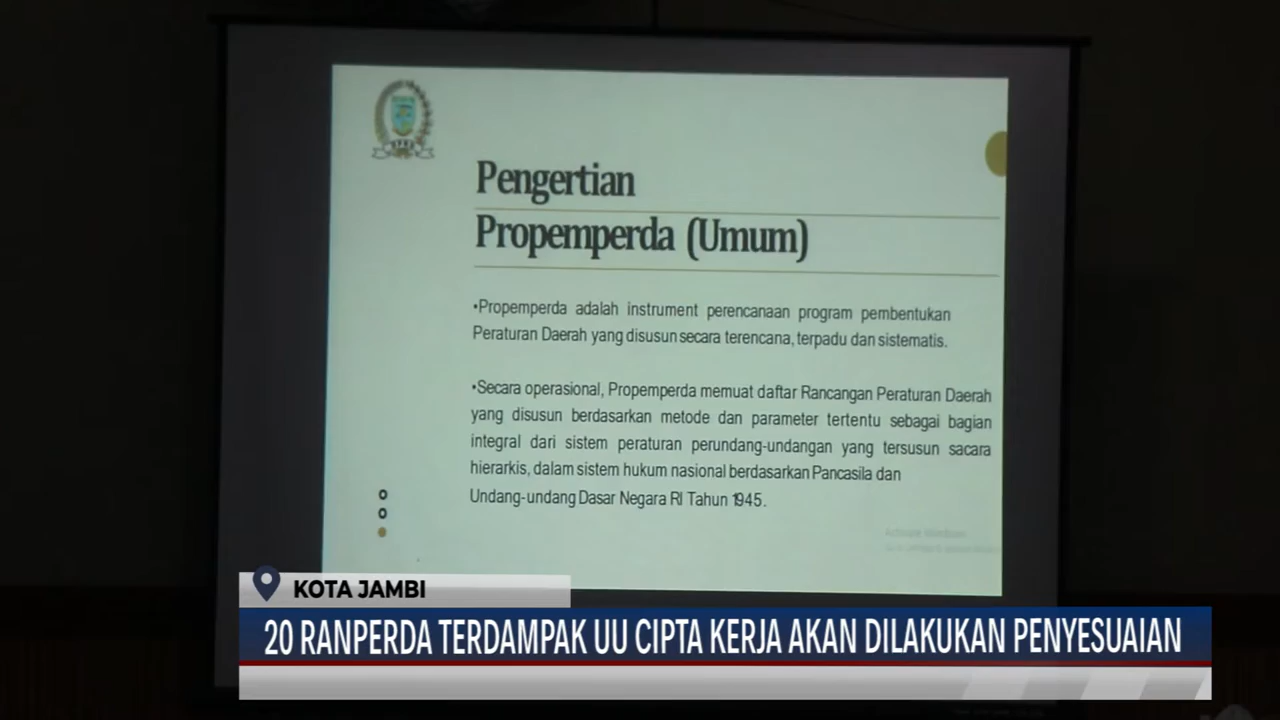 Pengertian
Propemperda (Umum)
•Propemperda adalah instrument perencanaan program pembentukan
Peraturan Daerah yang disusun secara terencana, terpadu dan sistematis.
•Secara operasional, Propemperda memuat daftar Rancangan Peraturan Daerah
yang disusun berdasarkan metode dan parameter tertentu sebagai bagian
integral dari sistem peraturan perundang-undangan yang tersusun sacara
hierarkis, dalam sistem hukum nasional berdasarkan Pancasila dan
Undang-undang Dasar Negara RI Tahun 1945.
KOTA JAMBI
20 RANPERDA TERDAMPAK UU CIPTA KERJA AKAN DILAKUKAN PENYESUAIAN